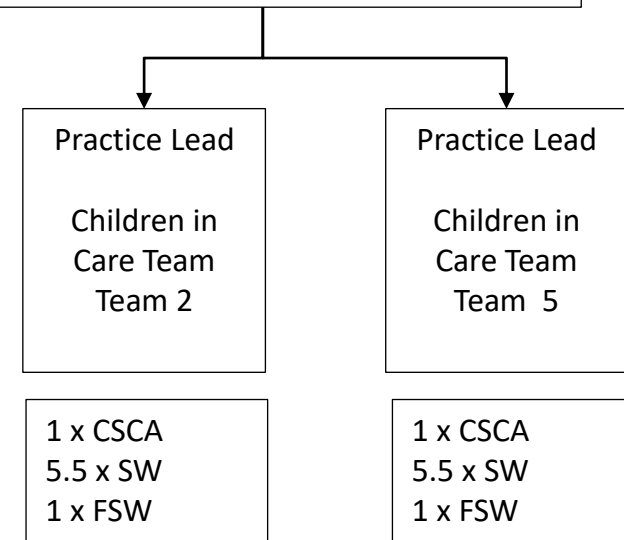 Practice Lead
Children in
Care Team
Team 2
Practice Lead
Children in
Care Team
Team  5
1 x CSCA
5.5 x SW
1 x FSW
1 x CSCA
5.5 x SW
1 x FSW